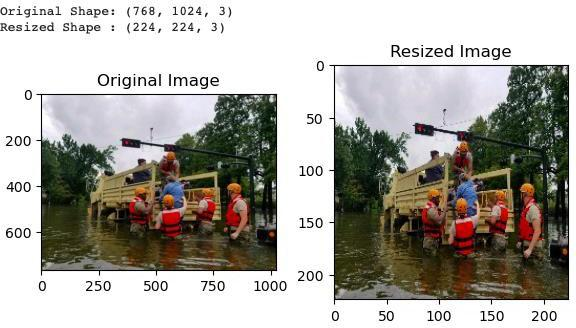 Original Shape: (768, 1024, 3)
Resized Shape : (224, 224, 3)
Original Image
0
200
400
600
0 250 500 750 1000
Resized Image
0
50
100
150
200
0 50 100 150 200